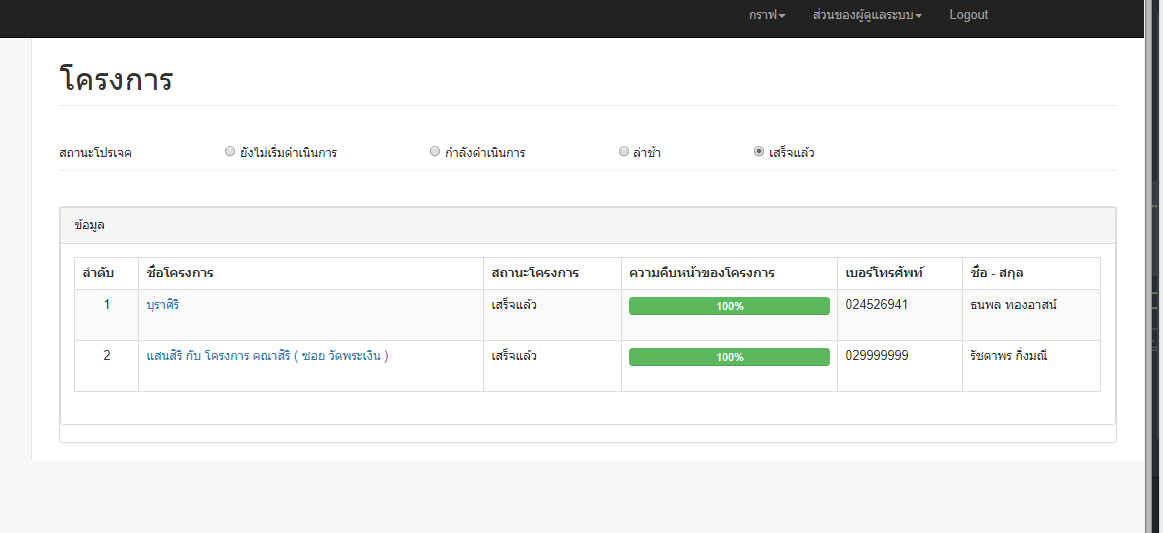 กราฟ ส่วนของผู้ดูแลระบบ Logout
โครงการ
สถานะโปรเจค ยังไม่เริ่มดำเนินการ กำลังดำเนินการ ล่าช้า เสร็จแล้ว
ข้อมูล
ลำดับ ชื่อโครงการ สถานะโครงการ ความคืบหน้าของโครงการ เบอร์โทรศัพท์ ชื่อ - สกุล
1 บุราศิริ เสร็จแล้ว 100% 024526941 ธนพล ทองอาสน์
2 แสนสิริ กับ โครงการ คณาสิริ ( ซอย วัดพระเงิน ) เสร็จแล้ว 100% 029999999 รัชดาพร กิ่งมณี